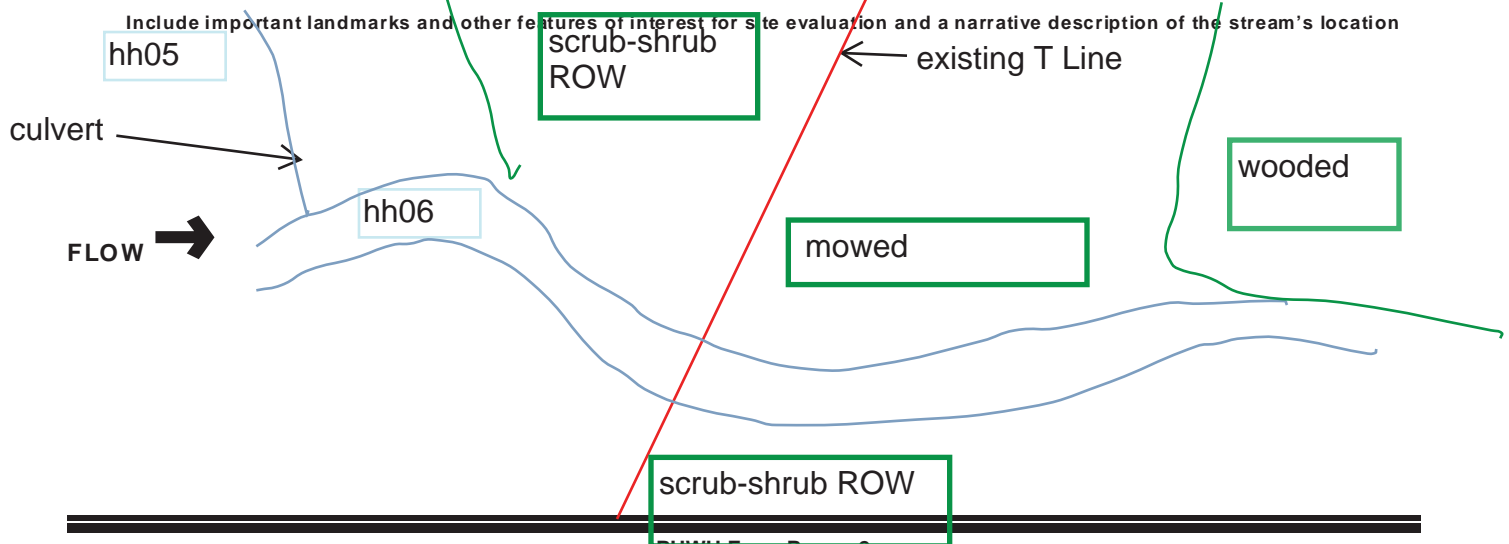 Include important landmarks and other features of interest for site evaluation and a narrative description of the stream's location
hh05
scrub-shrub
ROW
existing T Line
culvert
wooded
hh06
FLOW
mowed
scrub-shrub ROW